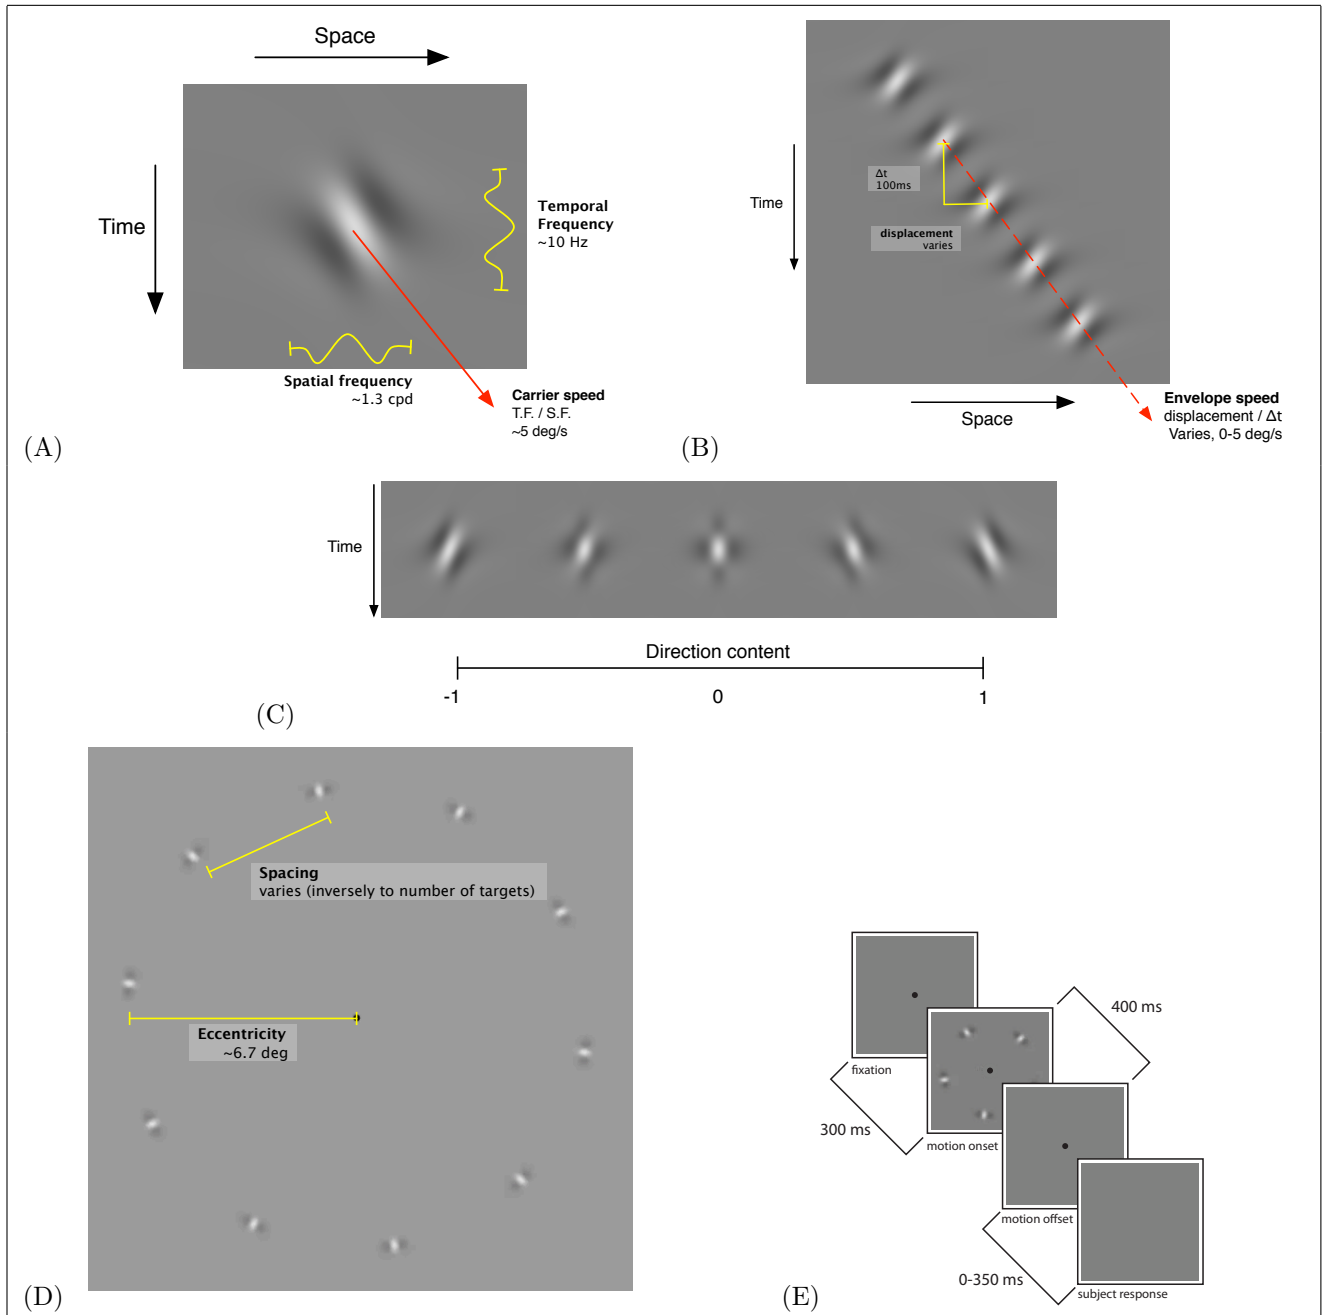 Space
Time
Temporal
Frequency
~10 Hz
Spatial frequency
~1.3 cpd
Carrier speed
T.F. / S.F.
~5 deg/s
(A)
Time
Δt
100ms
displacement
varies
Space
Envelope speed
displacement / Δt
Varies, 0-5 deg/s
(B)
Time
Direction content
-1 0 1
(C)
Spacing
varies (inversely to number of targets)
Eccentricity
~6.7 deg
(D)
400 ms
fixation
300 ms
motion onset
motion offset
0-350 ms
subject response
(E)